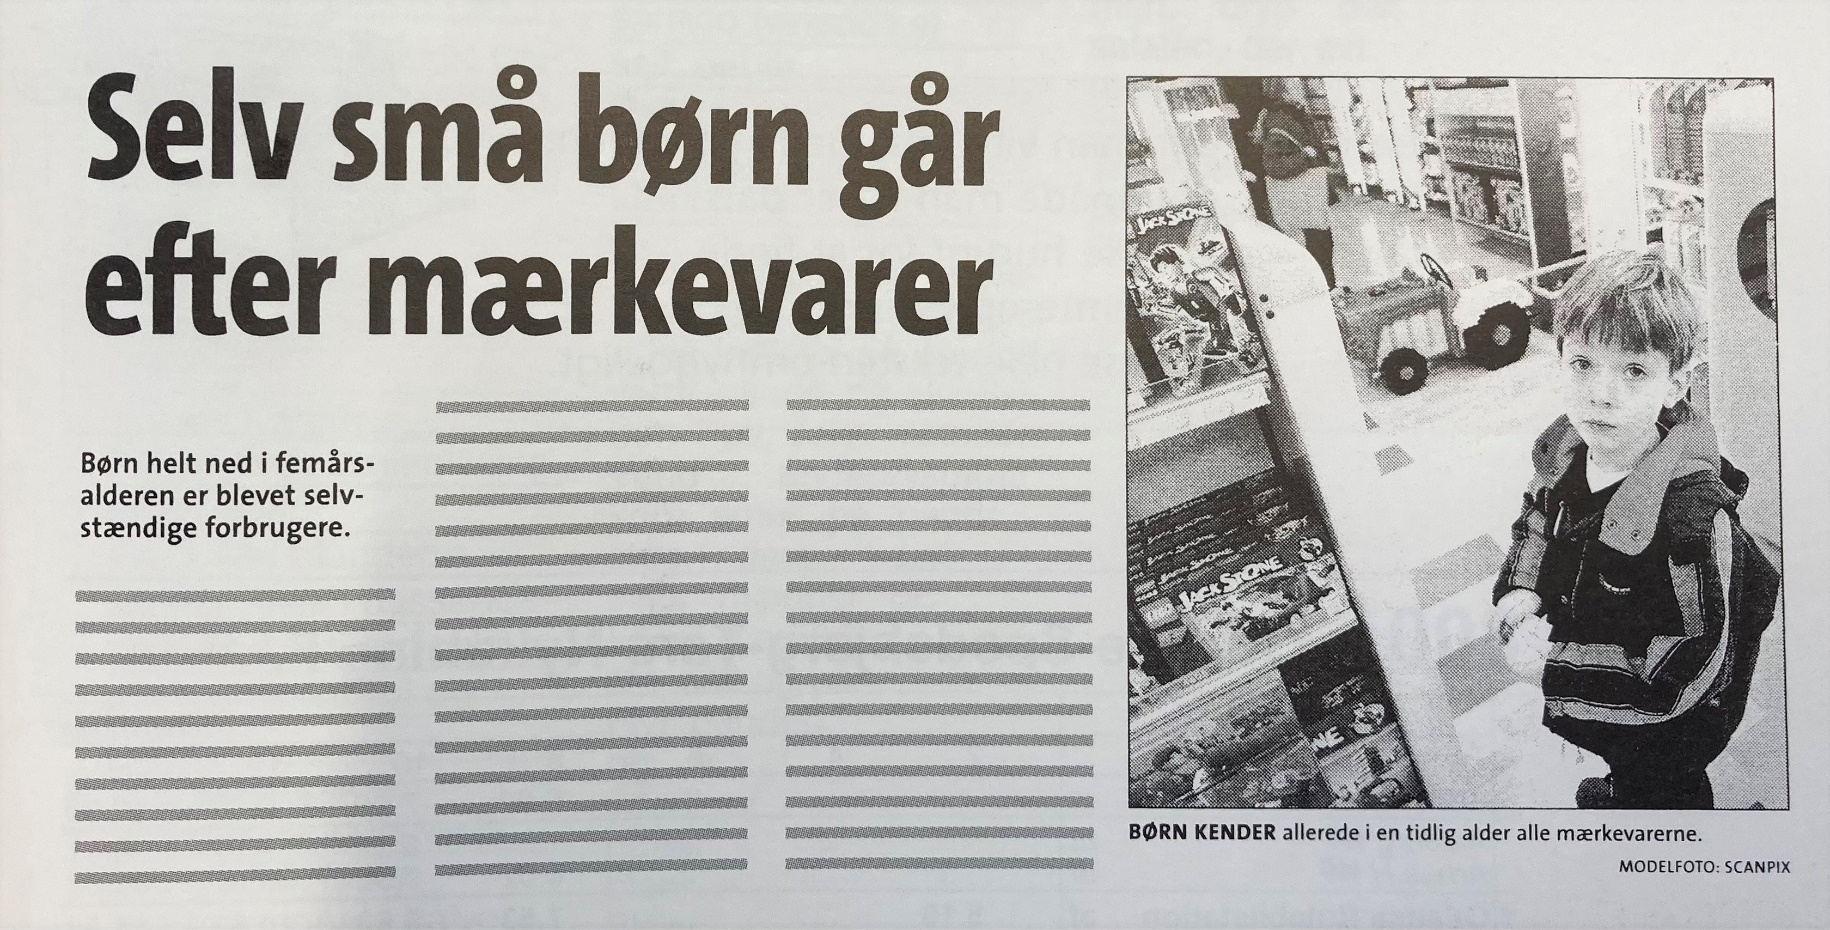 Selv små børn går
efter mærkevarer
Børn helt ned i femårs-
alderen er blevet selv-
stændige forbrugere.
JACK STONE
JACK STONE
BØRN KENDER allerede i en tidlig alder alle mærkevarerne.
MODELFOTO: SCANPIX